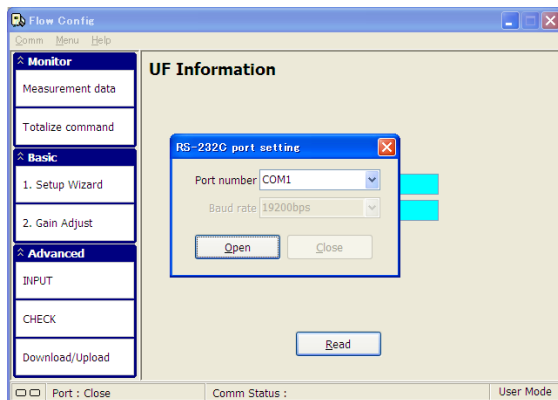 Flow Config
Comm Menu Help
Monitor
Measurement data
Totalize command
Basic
1. Setup Wizard
2. Gain Adjust
Advanced
INPUT
CHECK
Download/Upload
UF Information
RS-232C port setting
Port number COM1
Baud rate 19200bps
Open Close
Read
Port : Close Comm Status : User Mode